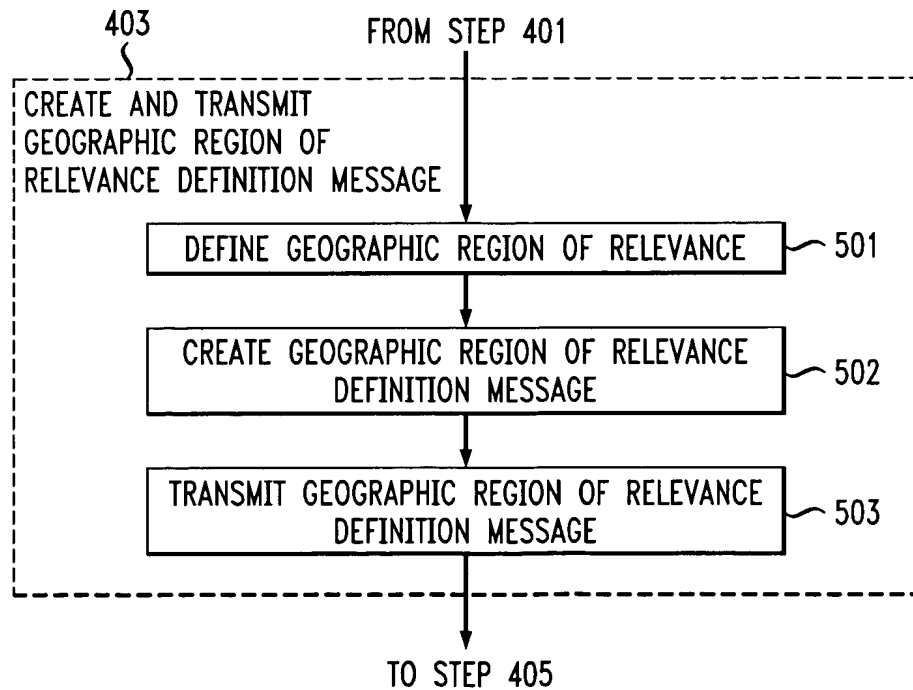 403
FROM STEP 401
CREATE AND TRANSMIT
GEOGRAPHIC REGION OF
RELEVANCE DEFINITION MESSAGE
DEFINE GEOGRAPHIC REGION OF RELEVANCE
501
CREATE GEOGRAPHIC REGION OF RELEVANCE
DEFINITION MESSAGE
502
TRANSMIT GEOGRAPHIC REGION OF RELEVANCE
DEFINITION MESSAGE
503
TO STEP 405